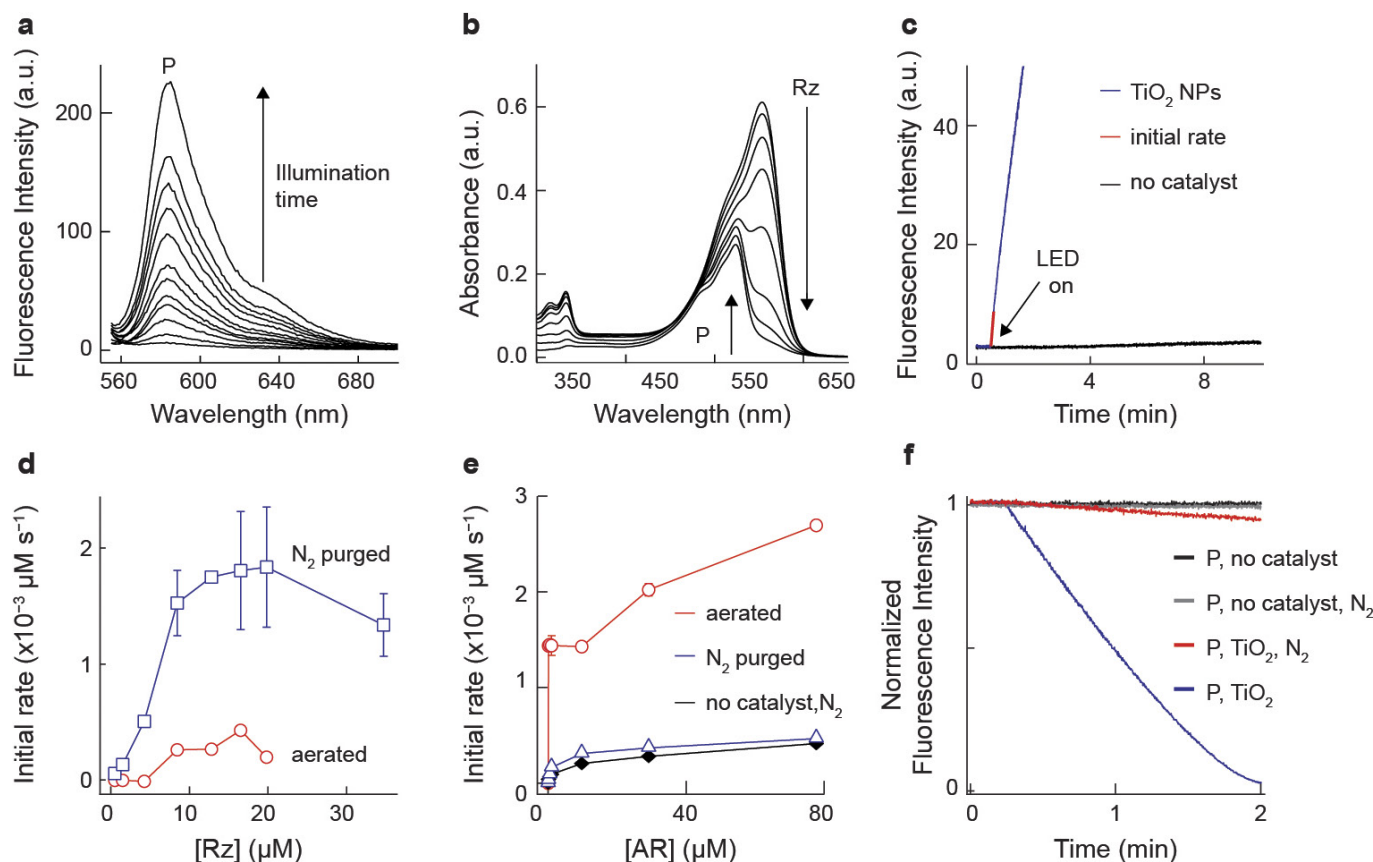 a
Fluorescence Intensity (a.u.)
200
100
0
P
Illumination
time
560
600
640
680
Wavelength (nm)
b
Absorbance (a.u.)
0.6
0.4
0.2
0.0
Rz
P
350
450
550
650
Wavelength (nm)
c
Fluorescence Intensity (a.u.)
40
20
0
TiO₂ NPs
initial rate
no catalyst
LED
on
0
4
8
Time (min)
d
Initial rate (x10⁻³ µM s⁻¹)
2
1
0
N₂ purged
aerated
0
10
20
30
[Rz] (µM)
e
Initial rate (x10⁻³ µM s⁻¹)
3
2
1
0
aerated
N₂ purged
no catalyst,N₂
0
40
80
[AR] (µM)
f
Normalized
Fluorescence Intensity
1
0
P, no catalyst
P, no catalyst, N₂
P, TiO₂, N₂
P, TiO₂
0
1
2
Time (min)